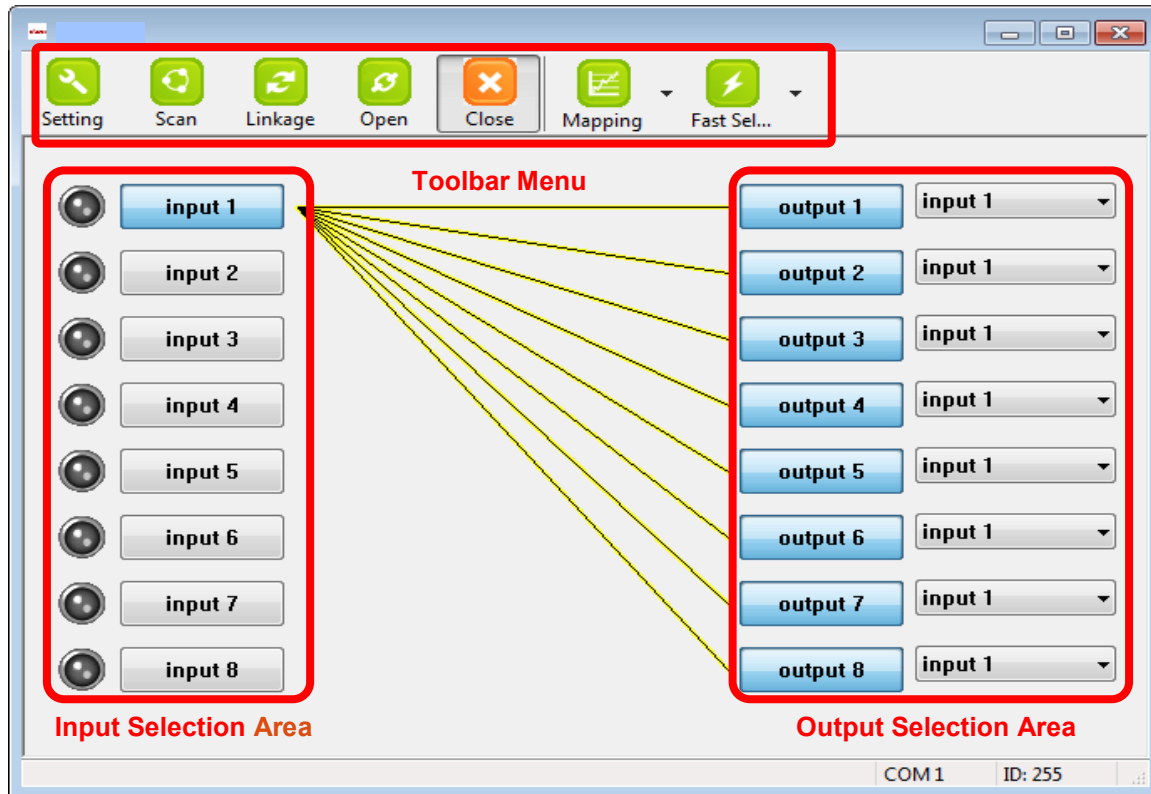 Setting Scan Linkage Open Close Mapping Fast Sel...
Toolbar Menu
input 1 output 1 input 1
input 2 output 2 input 1
input 3 output 3 input 1
input 4 output 4 input 1
input 5 output 5 input 1
input 6 output 6 input 1
input 7 output 7 input 1
input 8 output 8 input 1
Input Selection Area Output Selection Area
COM 1 ID: 255